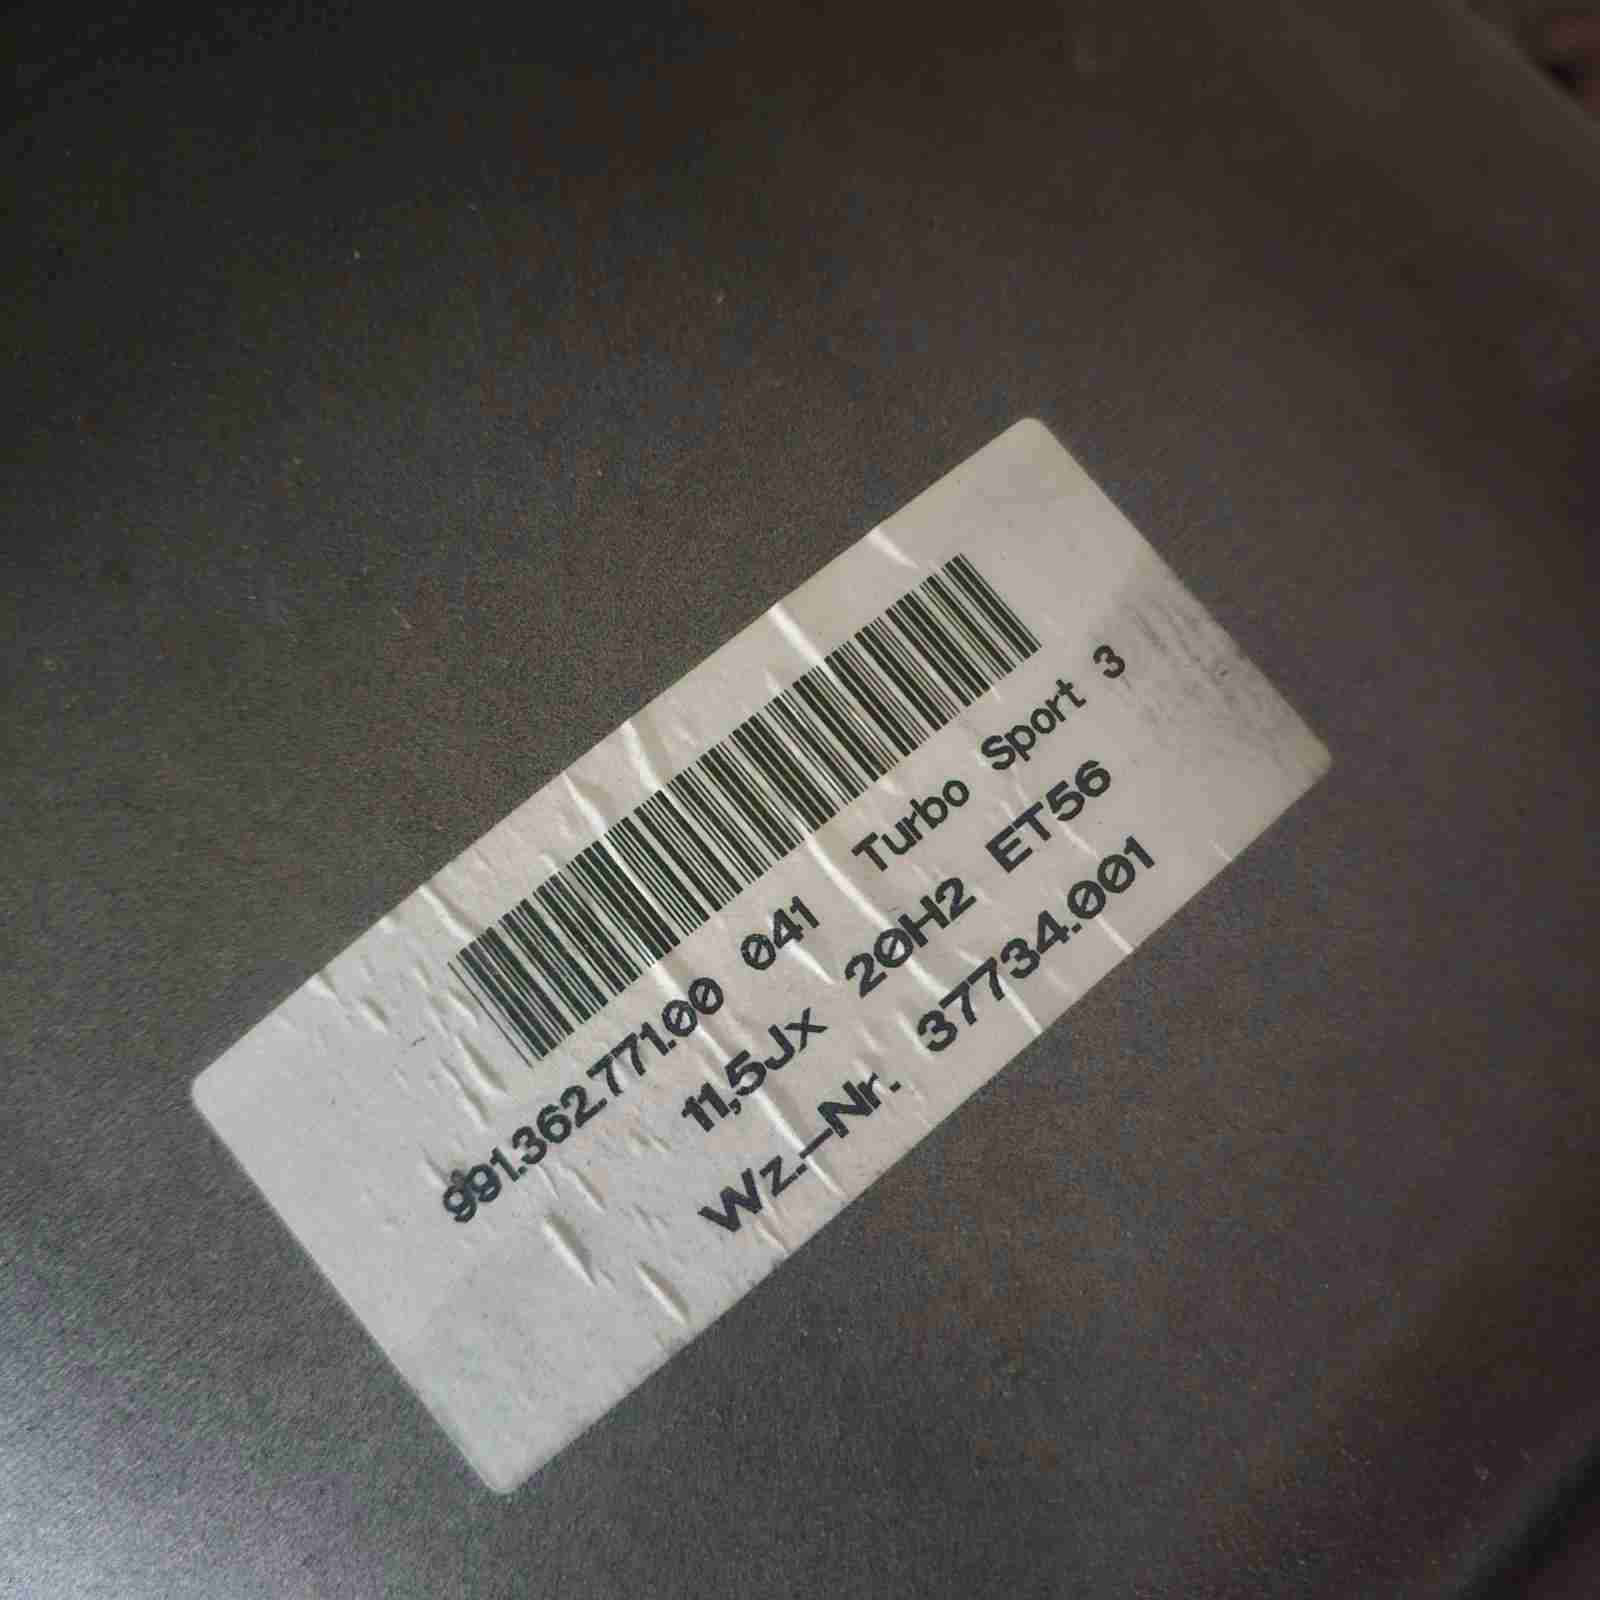 991.362.771.00 041 Turbo Sport 3
11,5Jx 20H2 ET56
Wz.-Nr. 37734.001